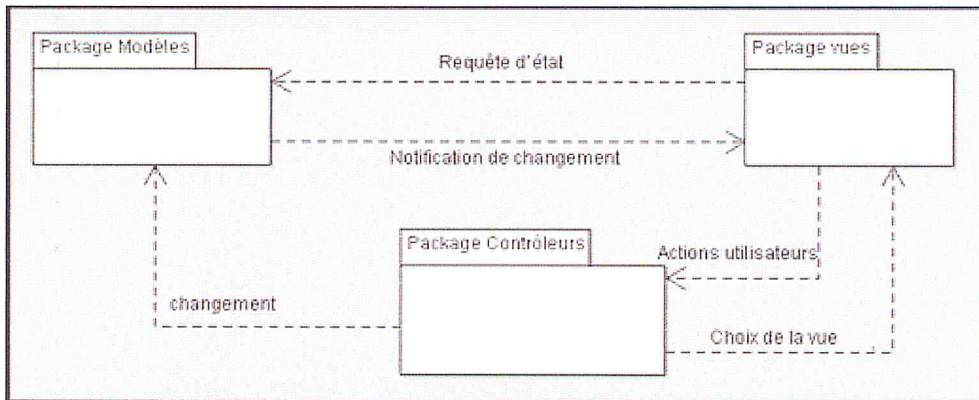 Package Modèles
Package vues
Requête d'état
Notification de changement
Package Contrôleurs
Actions utilisateurs
changement
Choix de la vue